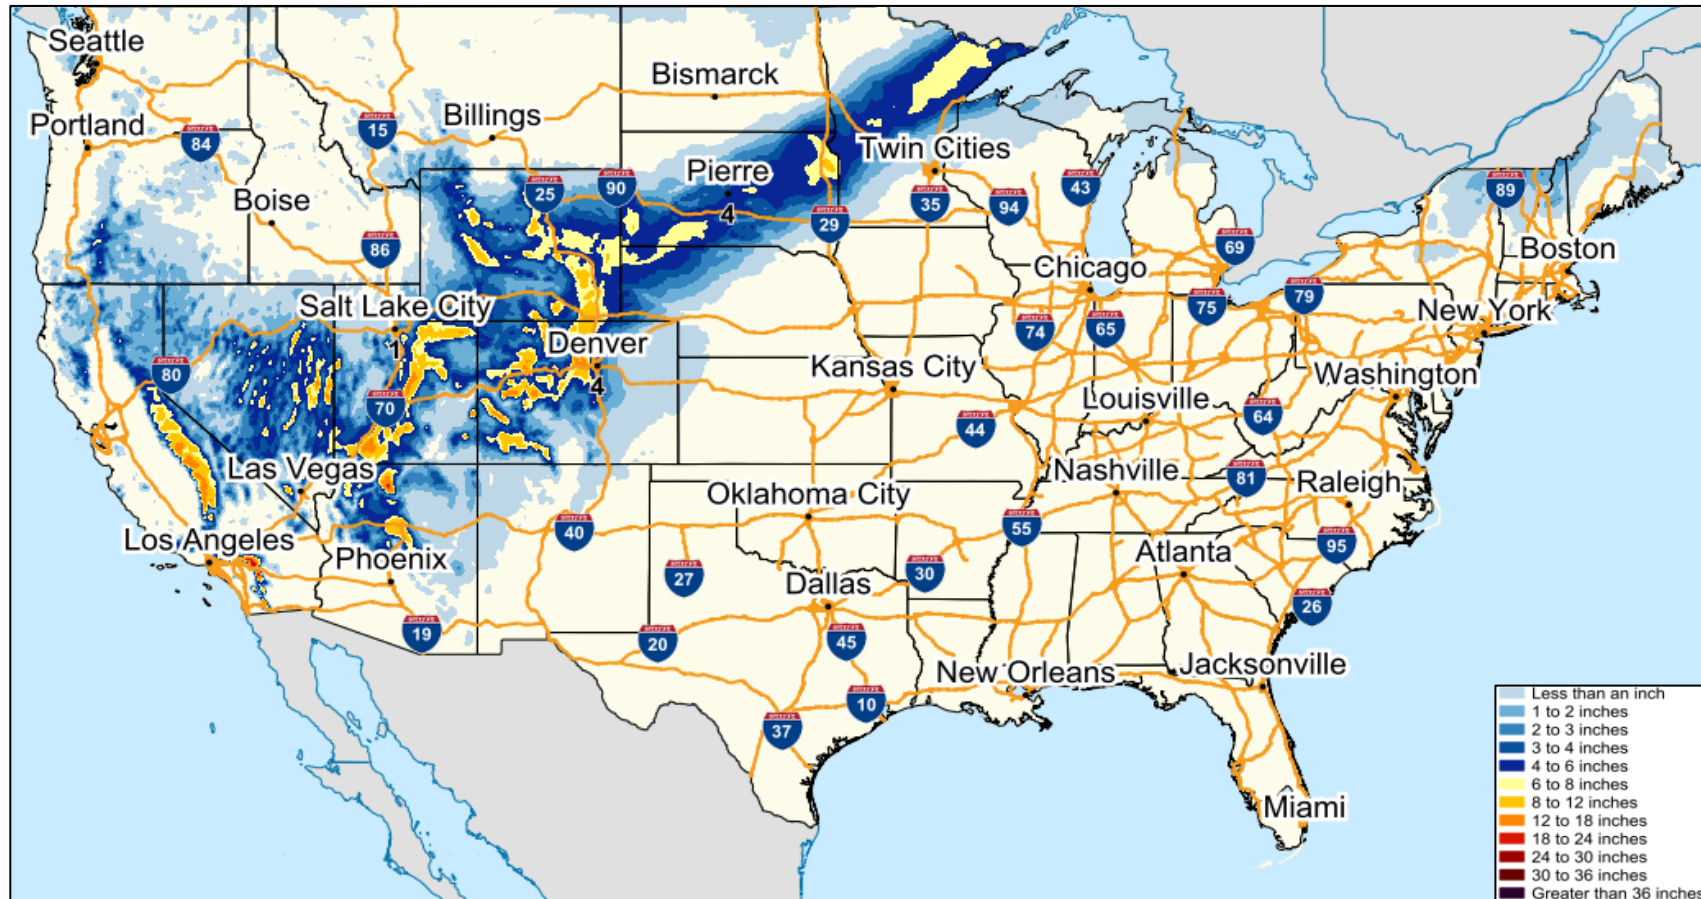 Seattle
Bismarck
Portland
Billings
15
84
Twin Cities
Pierre
4
Boise
25
90
43
89
35
94
29
86
69
Boston
Chicago
Salt Lake City
1
79
75
New York
74
65
Denver
4
80
Kansas City
Washington
70
Louisville
64
44
Las Vegas
Nashville
81
Raleigh
Oklahoma City
40
55
Los Angeles
95
Phoenix
Atlanta
27
Dallas
30
26
19
20
45
New Orleans
Jacksonville
10
37
Miami
Less than an inch
1 to 2 inches
2 to 3 inches
3 to 4 inches
4 to 6 inches
6 to 8 inches
8 to 12 inches
12 to 18 inches
18 to 24 inches
24 to 30 inches
30 to 36 inches
Greater than 36 inches